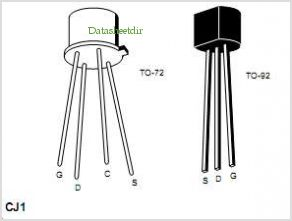 Datasheetdir
TO-72
TO-92
G D C S
S D G
CJ1